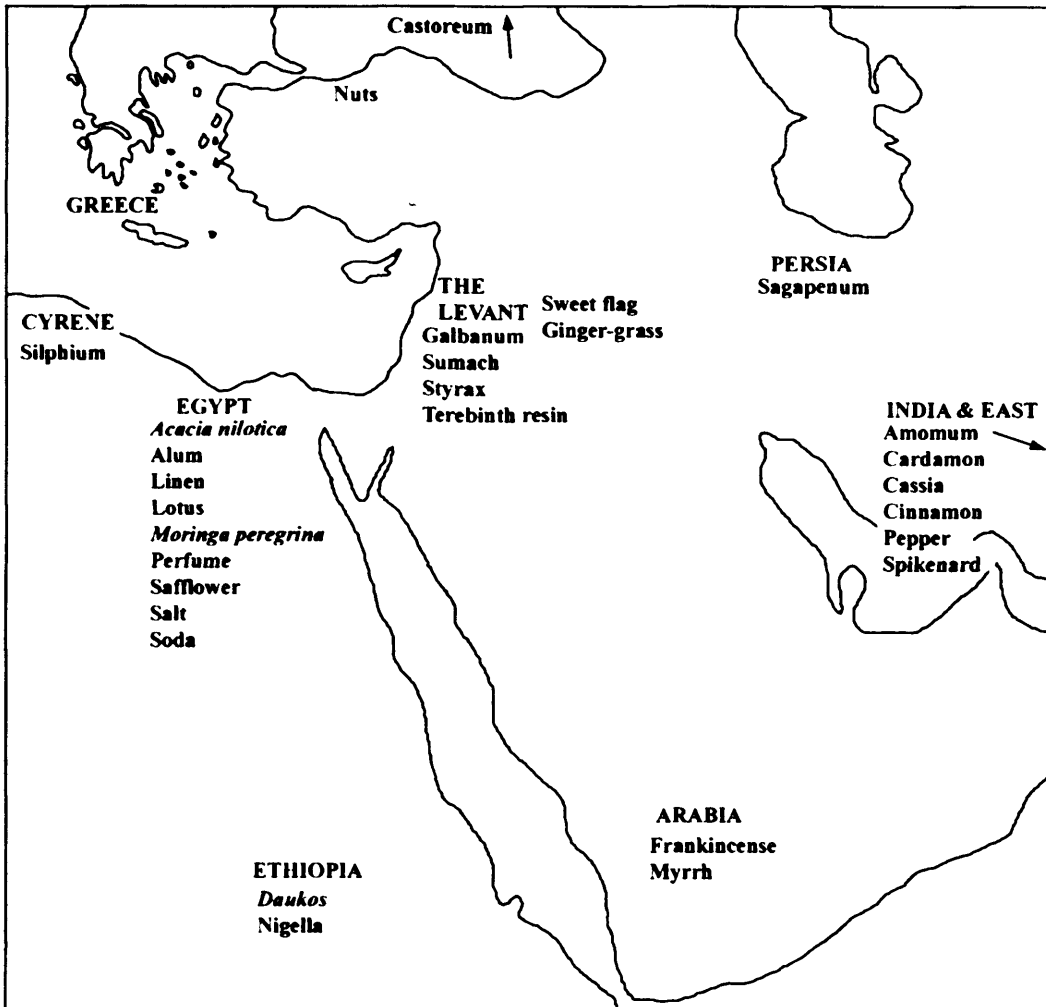 Castoreum
Nuts
GREECE
CYRENE
Silphium
THE
LEVANT
Galbanum
Sumach
Styrax
Terebinth resin
Sweet flag
Ginger-grass
PERSIA
Sagapenum
EGYPT
Acacia nilotica
Alum
Linen
Lotus
Moringa peregrina
Perfume
Safflower
Salt
Soda
INDIA & EAST
Amomum
Cardamon
Cassia
Cinnamon
Pepper
Spikenard
ARABIA
Frankincense
Myrrh
ETHIOPIA
Daukos
Nigella